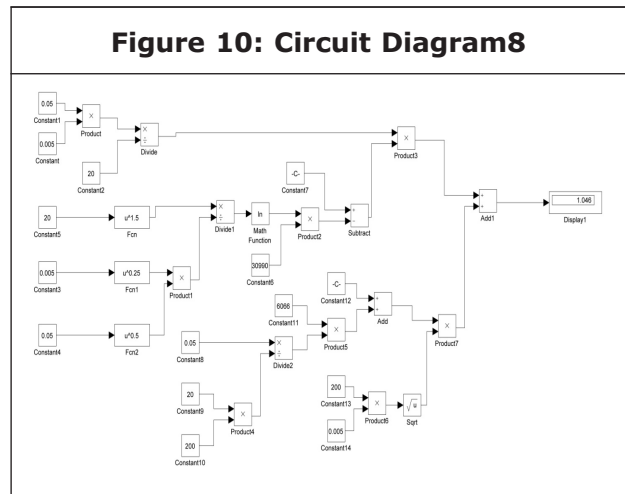 Figure 10: Circuit Diagram8
0.05
Constant1
×
Product
0.005
Constant
×
÷
Divide
20
Constant2
×
Product3
-C-
Constant7
+
-
Subtract
+
+
Add1
1.046
Display1
20
Constant5
u^1.5
Fcn
×
÷
Divide1
ln
Math
Function
×
Product2
30990
Constant6
0.005
Constant3
u^0.25
Fcn1
×
Product1
0.05
Constant4
u^0.5
Fcn2
6066
Constant11
-C-
Constant12
+
+
Add
×
Product7
0.05
Constant8
×
÷
Divide2
×
Product5
20
Constant9
×
Product4
200
Constant10
200
Constant13
×
Product6
√u
Sqrt
0.005
Constant14